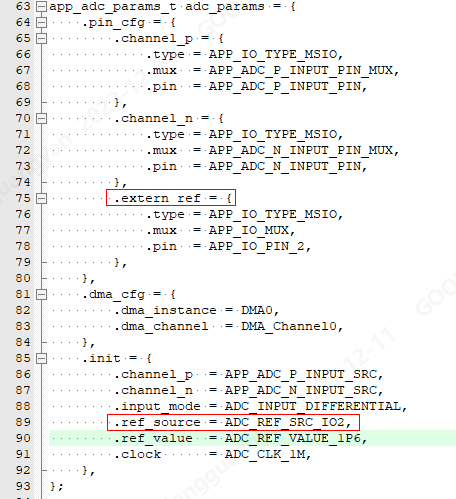 63 app_adc_params_t adc_params = {
64 .pin_cfg = {
65 .channel_p = {
66 .type = APP_IO_TYPE_MSIO,
67 .mux = APP_ADC_P_INPUT_PIN_MUX,
68 .pin = APP_ADC_P_INPUT_PIN,
69 },
70 .channel_n = {
71 .type = APP_IO_TYPE_MSIO,
72 .mux = APP_ADC_N_INPUT_PIN_MUX,
73 .pin = APP_ADC_N_INPUT_PIN,
74 },
75 .extern_ref = {
76 .type = APP_IO_TYPE_MSIO,
77 .mux = APP_IO_MUX,
78 .pin = APP_IO_PIN_2,
79 },
80 },
81 .dma_cfg = {
82 .dma_instance = DMA0,
83 .dma_channel = DMA_Channel0,
84 },
85 .init = {
86 .channel_p = APP_ADC_P_INPUT_SRC,
87 .channel_n = APP_ADC_N_INPUT_SRC,
88 .input_mode = ADC_INPUT_DIFFERENTIAL,
89 .ref_source = ADC_REF_SRC_IO2,
90 .ref_value = ADC_REF_VALUE_1P6,
91 .clock = ADC_CLK_1M,
92 },
93 };